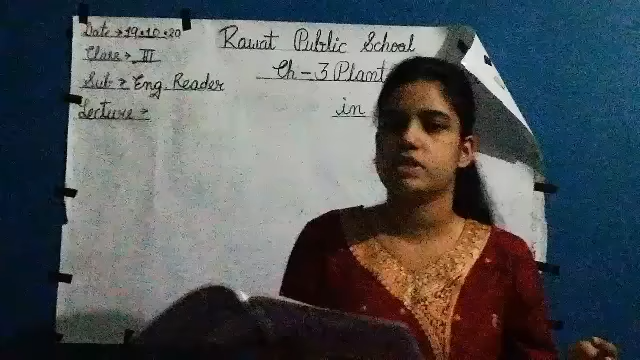 Date → 19.10.20
Class → III
Sub → Eng. Reader
Lecture →
Rawat Public School
Ch - 3 Plant
in